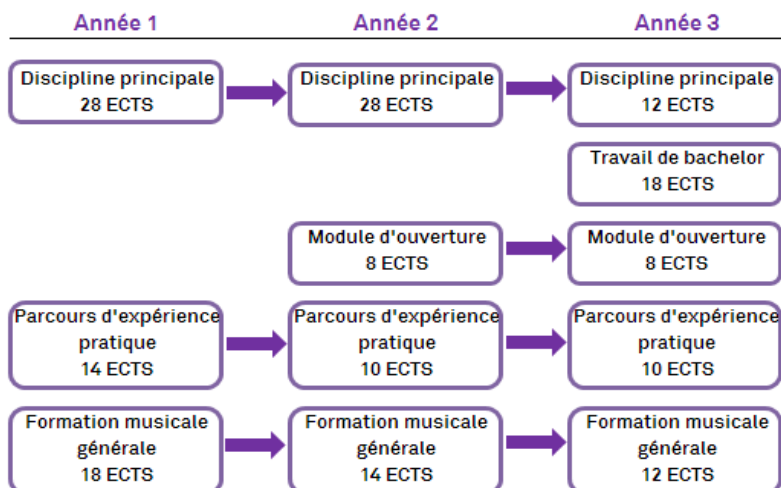 Année 1
Année 2
Année 3
Discipline principale
28 ECTS
Discipline principale
28 ECTS
Discipline principale
12 ECTS
Travail de bachelor
18 ECTS
Module d'ouverture
8 ECTS
Module d'ouverture
8 ECTS
Parcours d'expérience
pratique
14 ECTS
Parcours d'expérience
pratique
10 ECTS
Parcours d'expérience
pratique
10 ECTS
Formation musicale
générale
18 ECTS
Formation musicale
générale
14 ECTS
Formation musicale
générale
12 ECTS